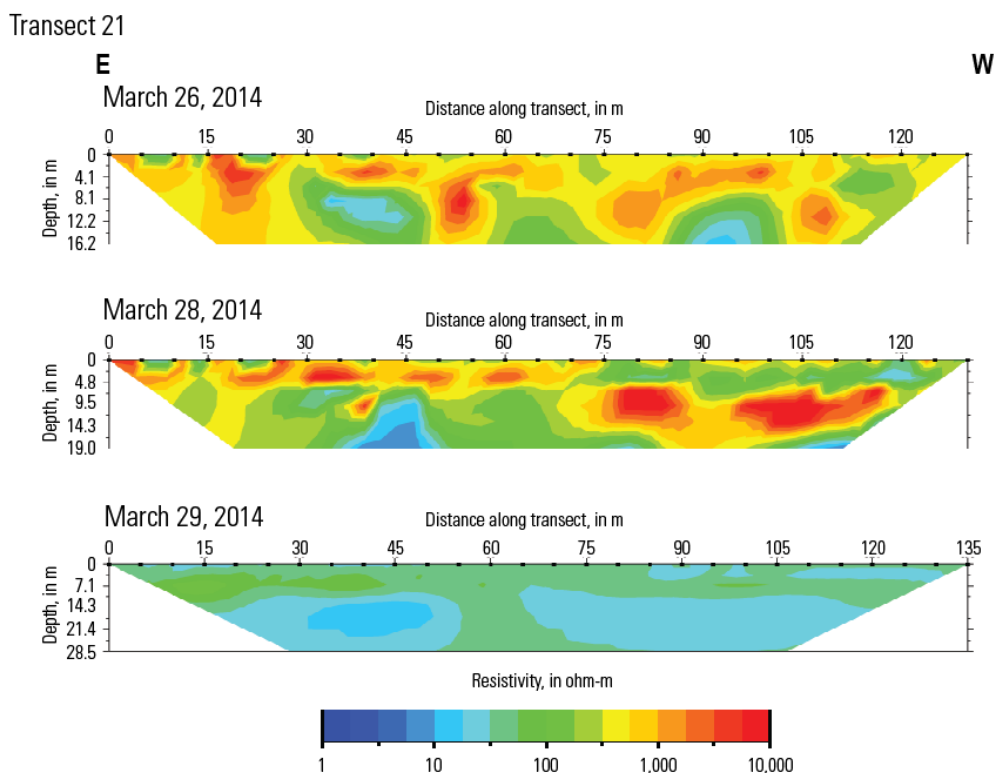 Transect 21
E W
March 26, 2014
Distance along transect, in m
0 15 30 45 60 75 90 105 120
Depth, in m
0
4.1
8.1
12.2
16.2
March 28, 2014
Distance along transect, in m
0 15 30 45 60 75 90 105 120
Depth, in m
0
4.8
9.5
14.3
19.0
March 29, 2014
Distance along transect, in m
0 15 30 45 60 75 90 105 120 135
Depth, in m
0
7.1
14.3
21.4
28.5
Resistivity, in ohm-m
1 10 100 1,000 10,000